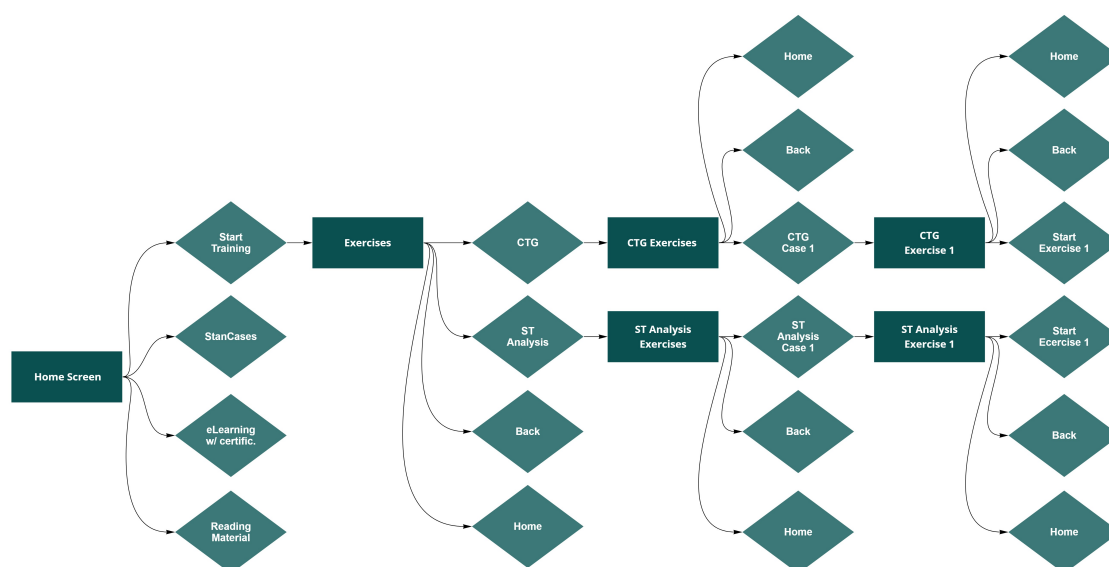 Home
Home
Back
Back
Start
Training
Exercises
CTG
CTG Exercises
CTG
Case 1
CTG
Exercise 1
Start
Exercise 1
StanCases
ST
Analysis
ST Analysis
Exercises
ST
Analysis
Case 1
ST Analysis
Exercise 1
Start
Ecercise 1
Home Screen
eLearning
w/ certific.
Back
Back
Back
Reading
Material
Home
Home
Home